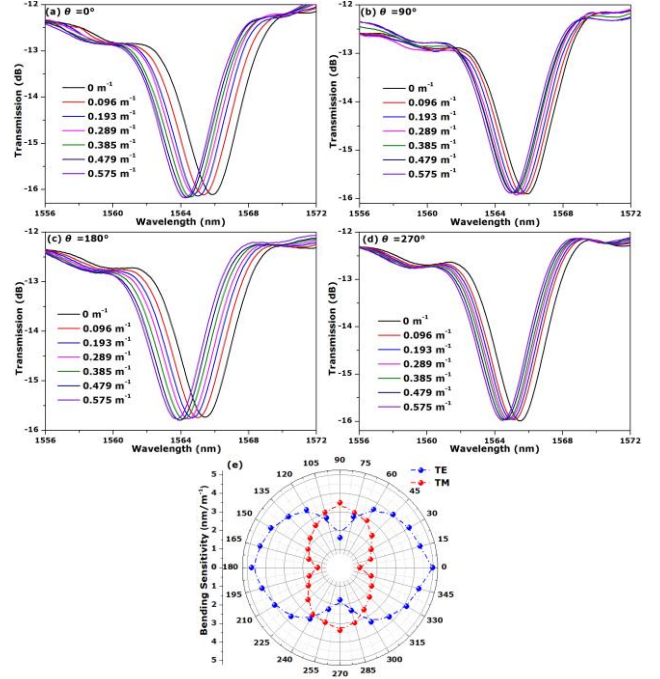 (a) θ =0°
-12
-13
-14
-15
-16
Transmission (dB)
0 m⁻¹
0.096 m⁻¹
0.193 m⁻¹
0.289 m⁻¹
0.385 m⁻¹
0.479 m⁻¹
0.575 m⁻¹
1556 1560 1564 1568 1572
Wavelength (nm)
(b) θ =90°
-12
-13
-14
-15
-16
Transmission (dB)
0 m⁻¹
0.096 m⁻¹
0.193 m⁻¹
0.289 m⁻¹
0.385 m⁻¹
0.479 m⁻¹
0.575 m⁻¹
1556 1560 1564 1568 1572
Wavelength (nm)
(c) θ =180°
-12
-13
-14
-15
-16
Transmission (dB)
0 m⁻¹
0.096 m⁻¹
0.193 m⁻¹
0.289 m⁻¹
0.385 m⁻¹
0.479 m⁻¹
0.575 m⁻¹
1556 1560 1564 1568 1572
Wavelength (nm)
(d) θ =270°
-12
-13
-14
-15
-16
Transmission (dB)
0 m⁻¹
0.096 m⁻¹
0.193 m⁻¹
0.289 m⁻¹
0.385 m⁻¹
0.479 m⁻¹
0.575 m⁻¹
1556 1560 1564 1568 1572
Wavelength (nm)
(e)
TE
TM
Bending Sensitivity (nm/m⁻¹)
5
4
3
2
1
0
1
2
3
4
5
0
15
30
45
60
75
90
105
120
135
150
165
180
195
210
225
240
255
270
285
300
315
330
345